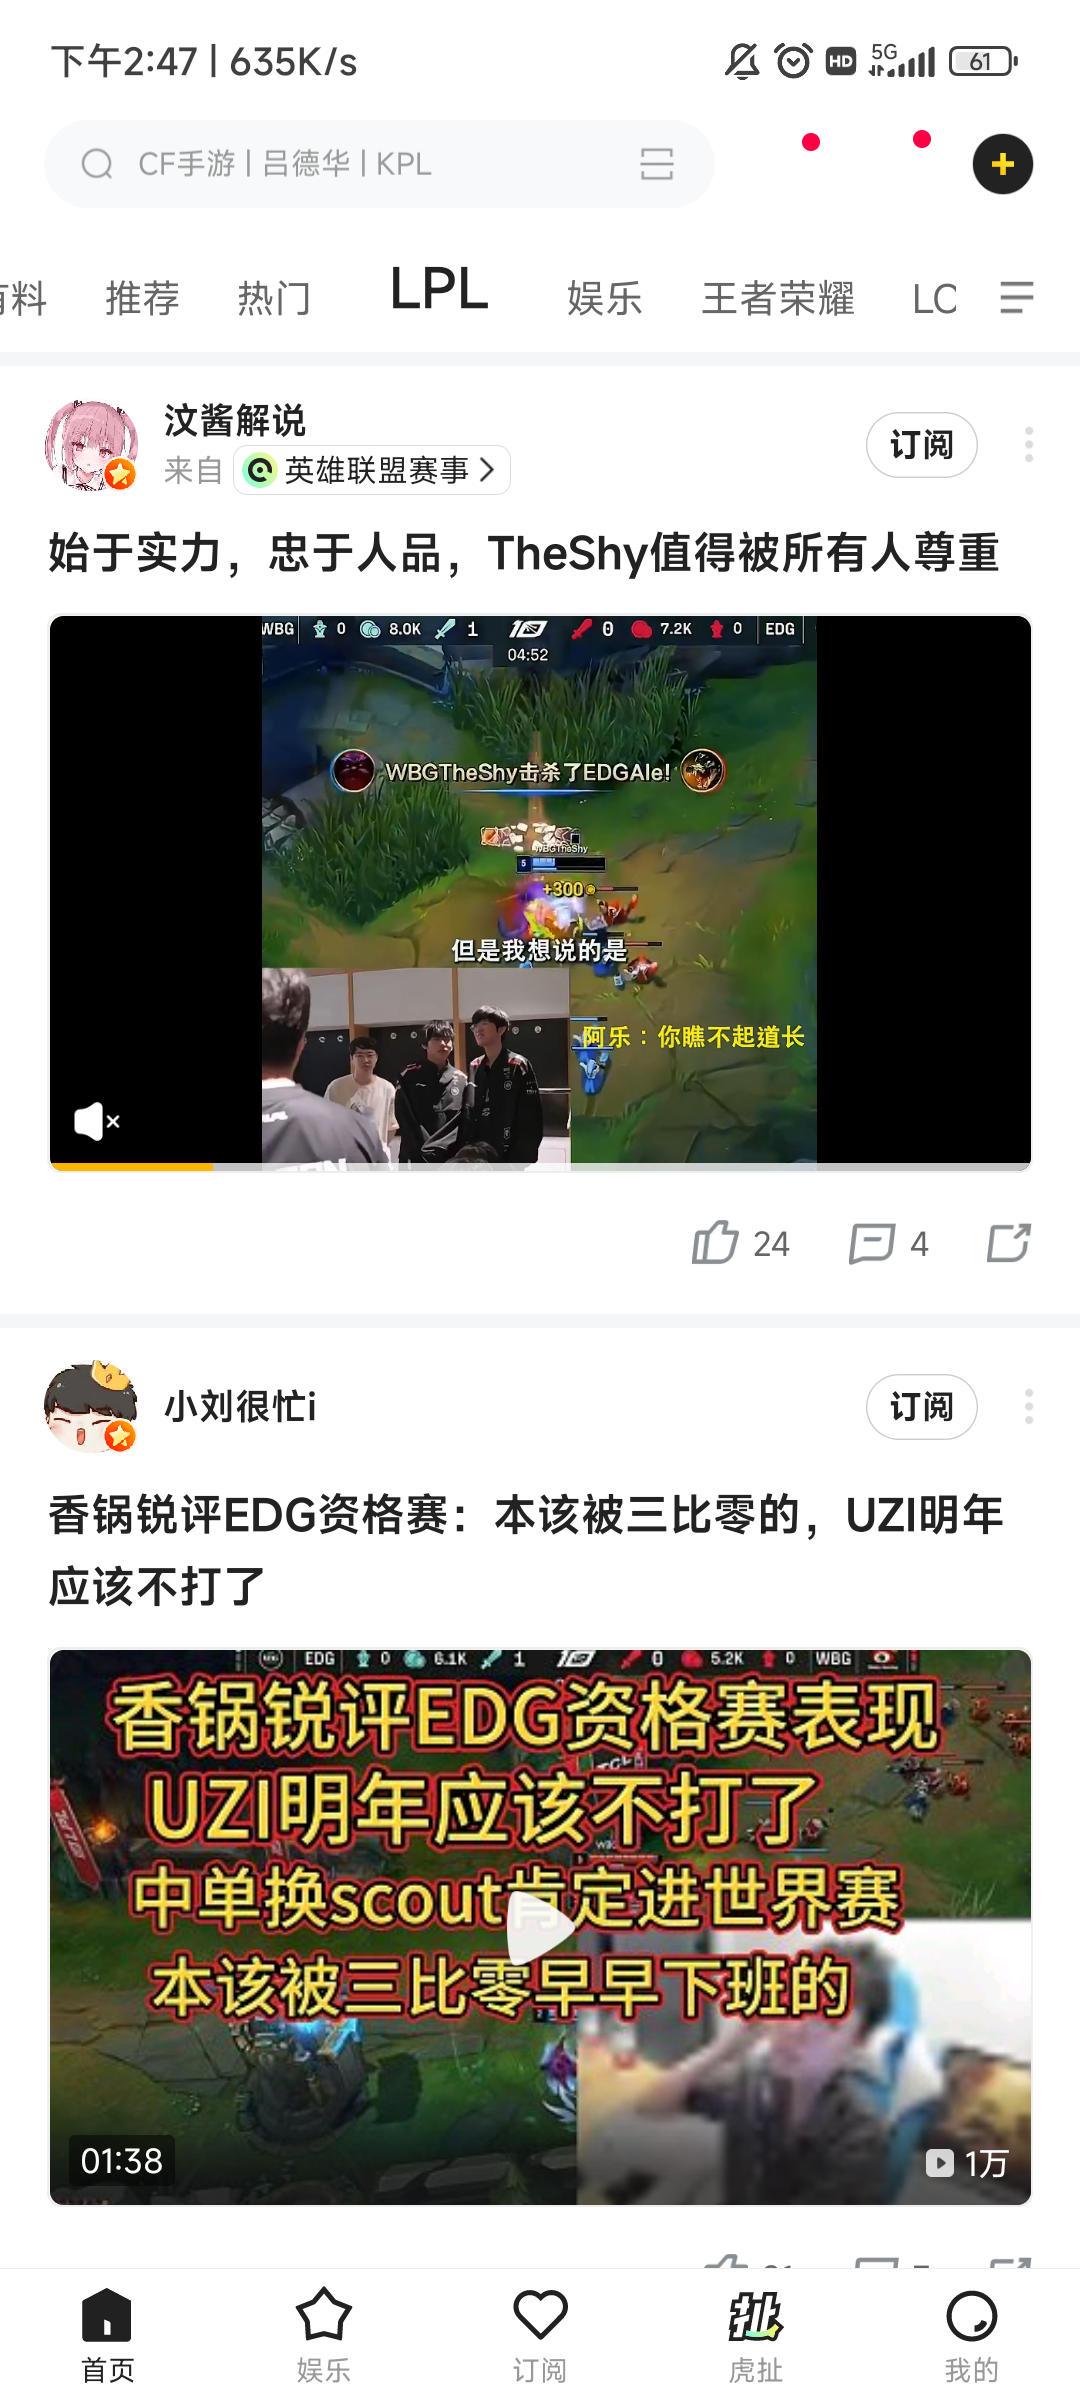 下午2:47 | 635K/s
HD
5G
61
CF手游 | 吕德华 | KPL
料
推荐
热门
LPL
娱乐
王者荣耀
LO
汶酱解说
来自
英雄联盟赛事
订阅
始于实力，忠于人品，TheShy值得被所有人尊重
WBG 0 8.0K 1 0 7.2K 0 EDG
04:52
WBGTheShy击杀了EDGAle!
WBGTheShy
5
+300
但是我想说的是
阿乐：你瞧不起道长
24
4
小刘很忙i
订阅
香锅锐评EDG资格赛：本该被三比零的，UZI明年
应该不打了
EDG 0 6.1K 1 0 5.2K 0 WBG
香锅锐评EDG资格赛表现
UZI明年应该不打了
中单换scout肯定进世界赛
本该被三比零早早下班的
01:38
1万
首页
娱乐
订阅
扯
虎扯
我的